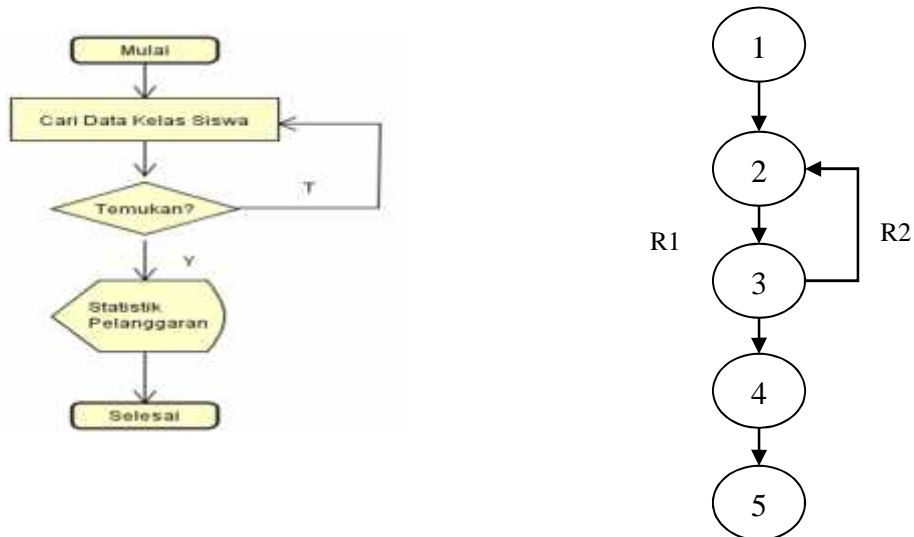 Mulai
Cari Data Kelas Siswa
T
Temukan?
Y
Statistik
Pelanggaran
Selesai
1
2
R1
R2
3
4
5